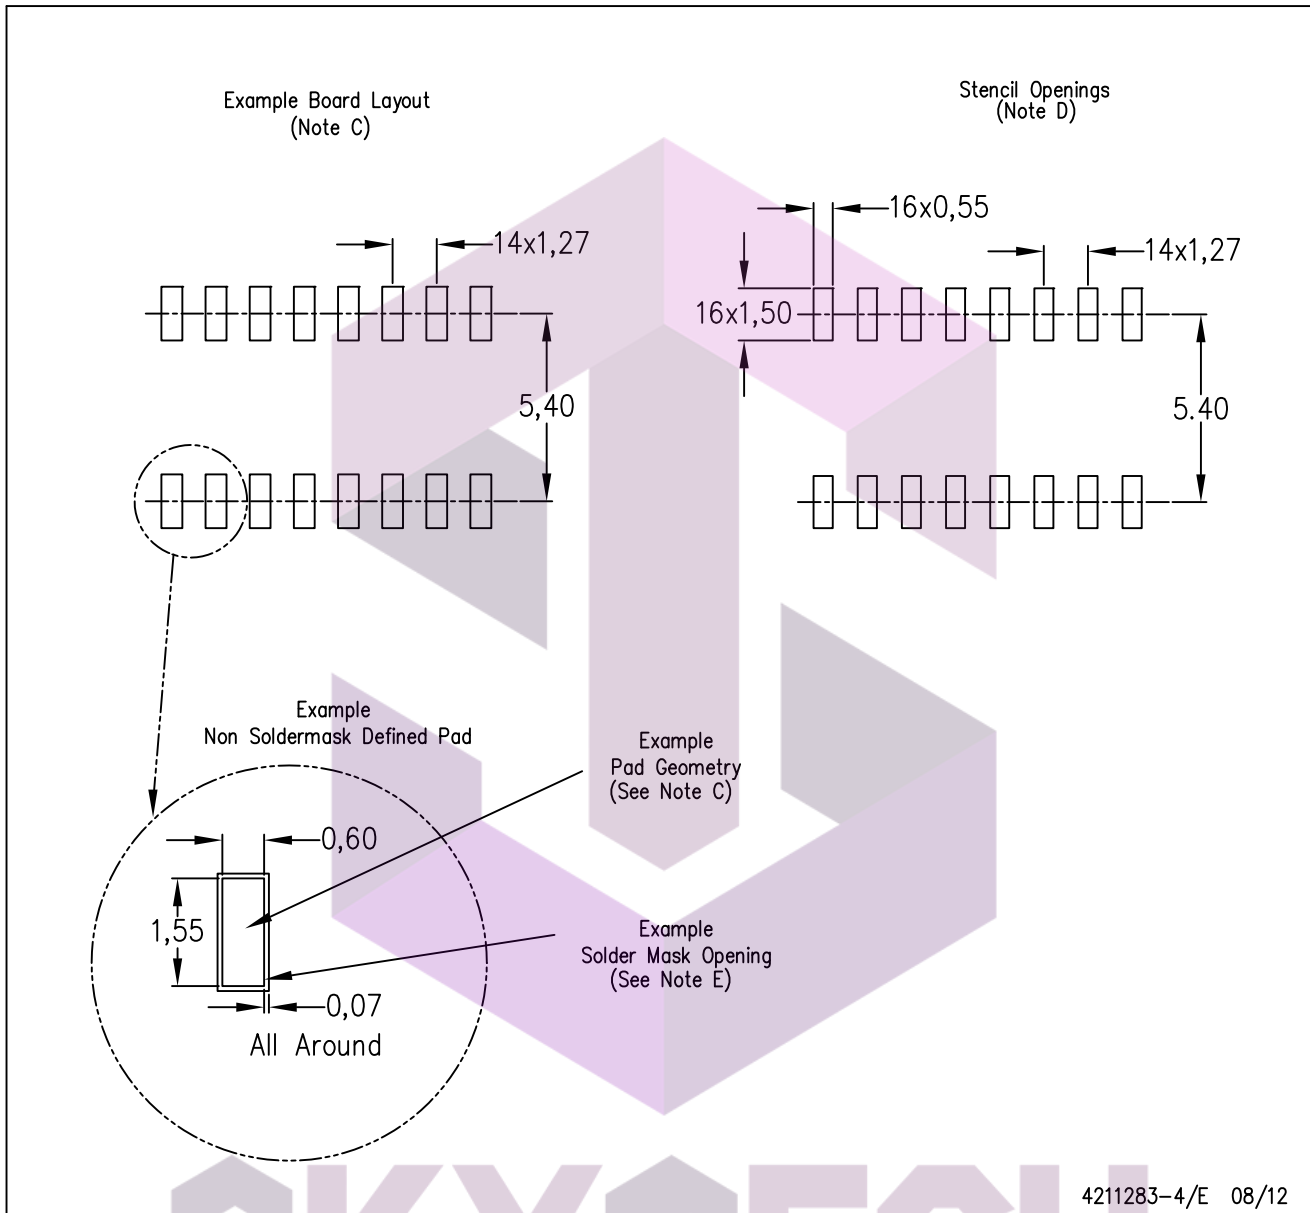 Example Board Layout
(Note C)
Stencil Openings
(Note D)
14x1,27
5,40
16x0,55
14x1,27
16x1,50
5.40
Example
Non Soldermask Defined Pad
Example
Pad Geometry
(See Note C)
0,60
1,55
Example
Solder Mask Opening
(See Note E)
0,07
All Around
4211283-4/E 08/12